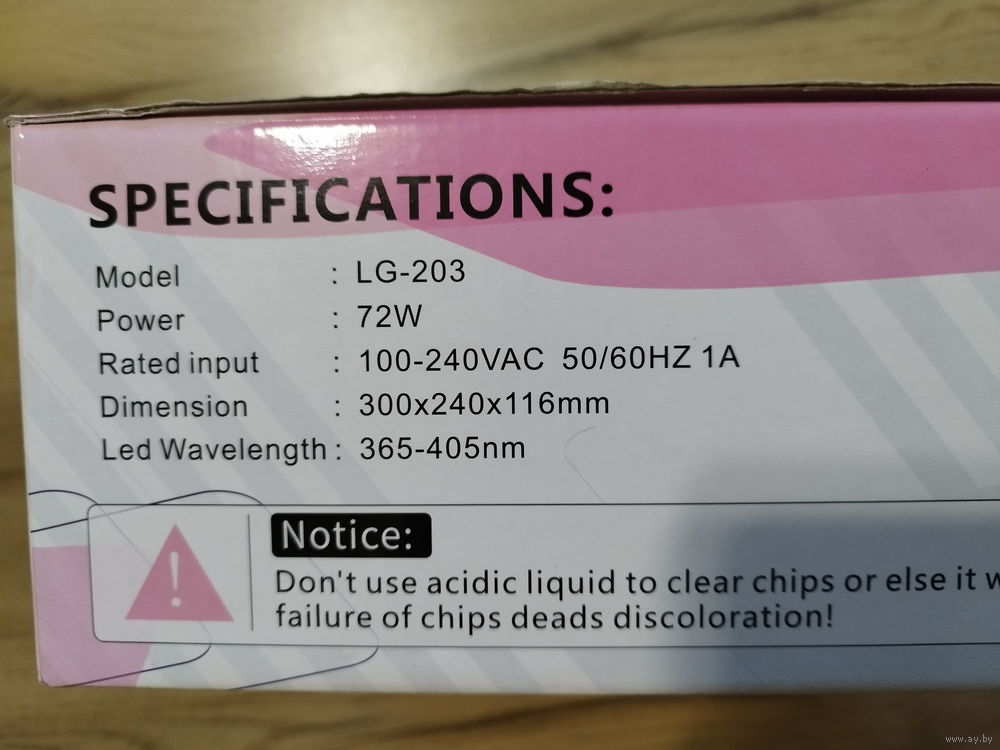 SPECIFICATIONS:
Model : LG-203
Power : 72W
Rated input : 100-240VAC 50/60HZ 1A
Dimension : 300x240x116mm
Led Wavelength : 365-405nm
Notice:
Don't use acidic liquid to clear chips or else it
failure of chips deads discoloration!
www.ay.by